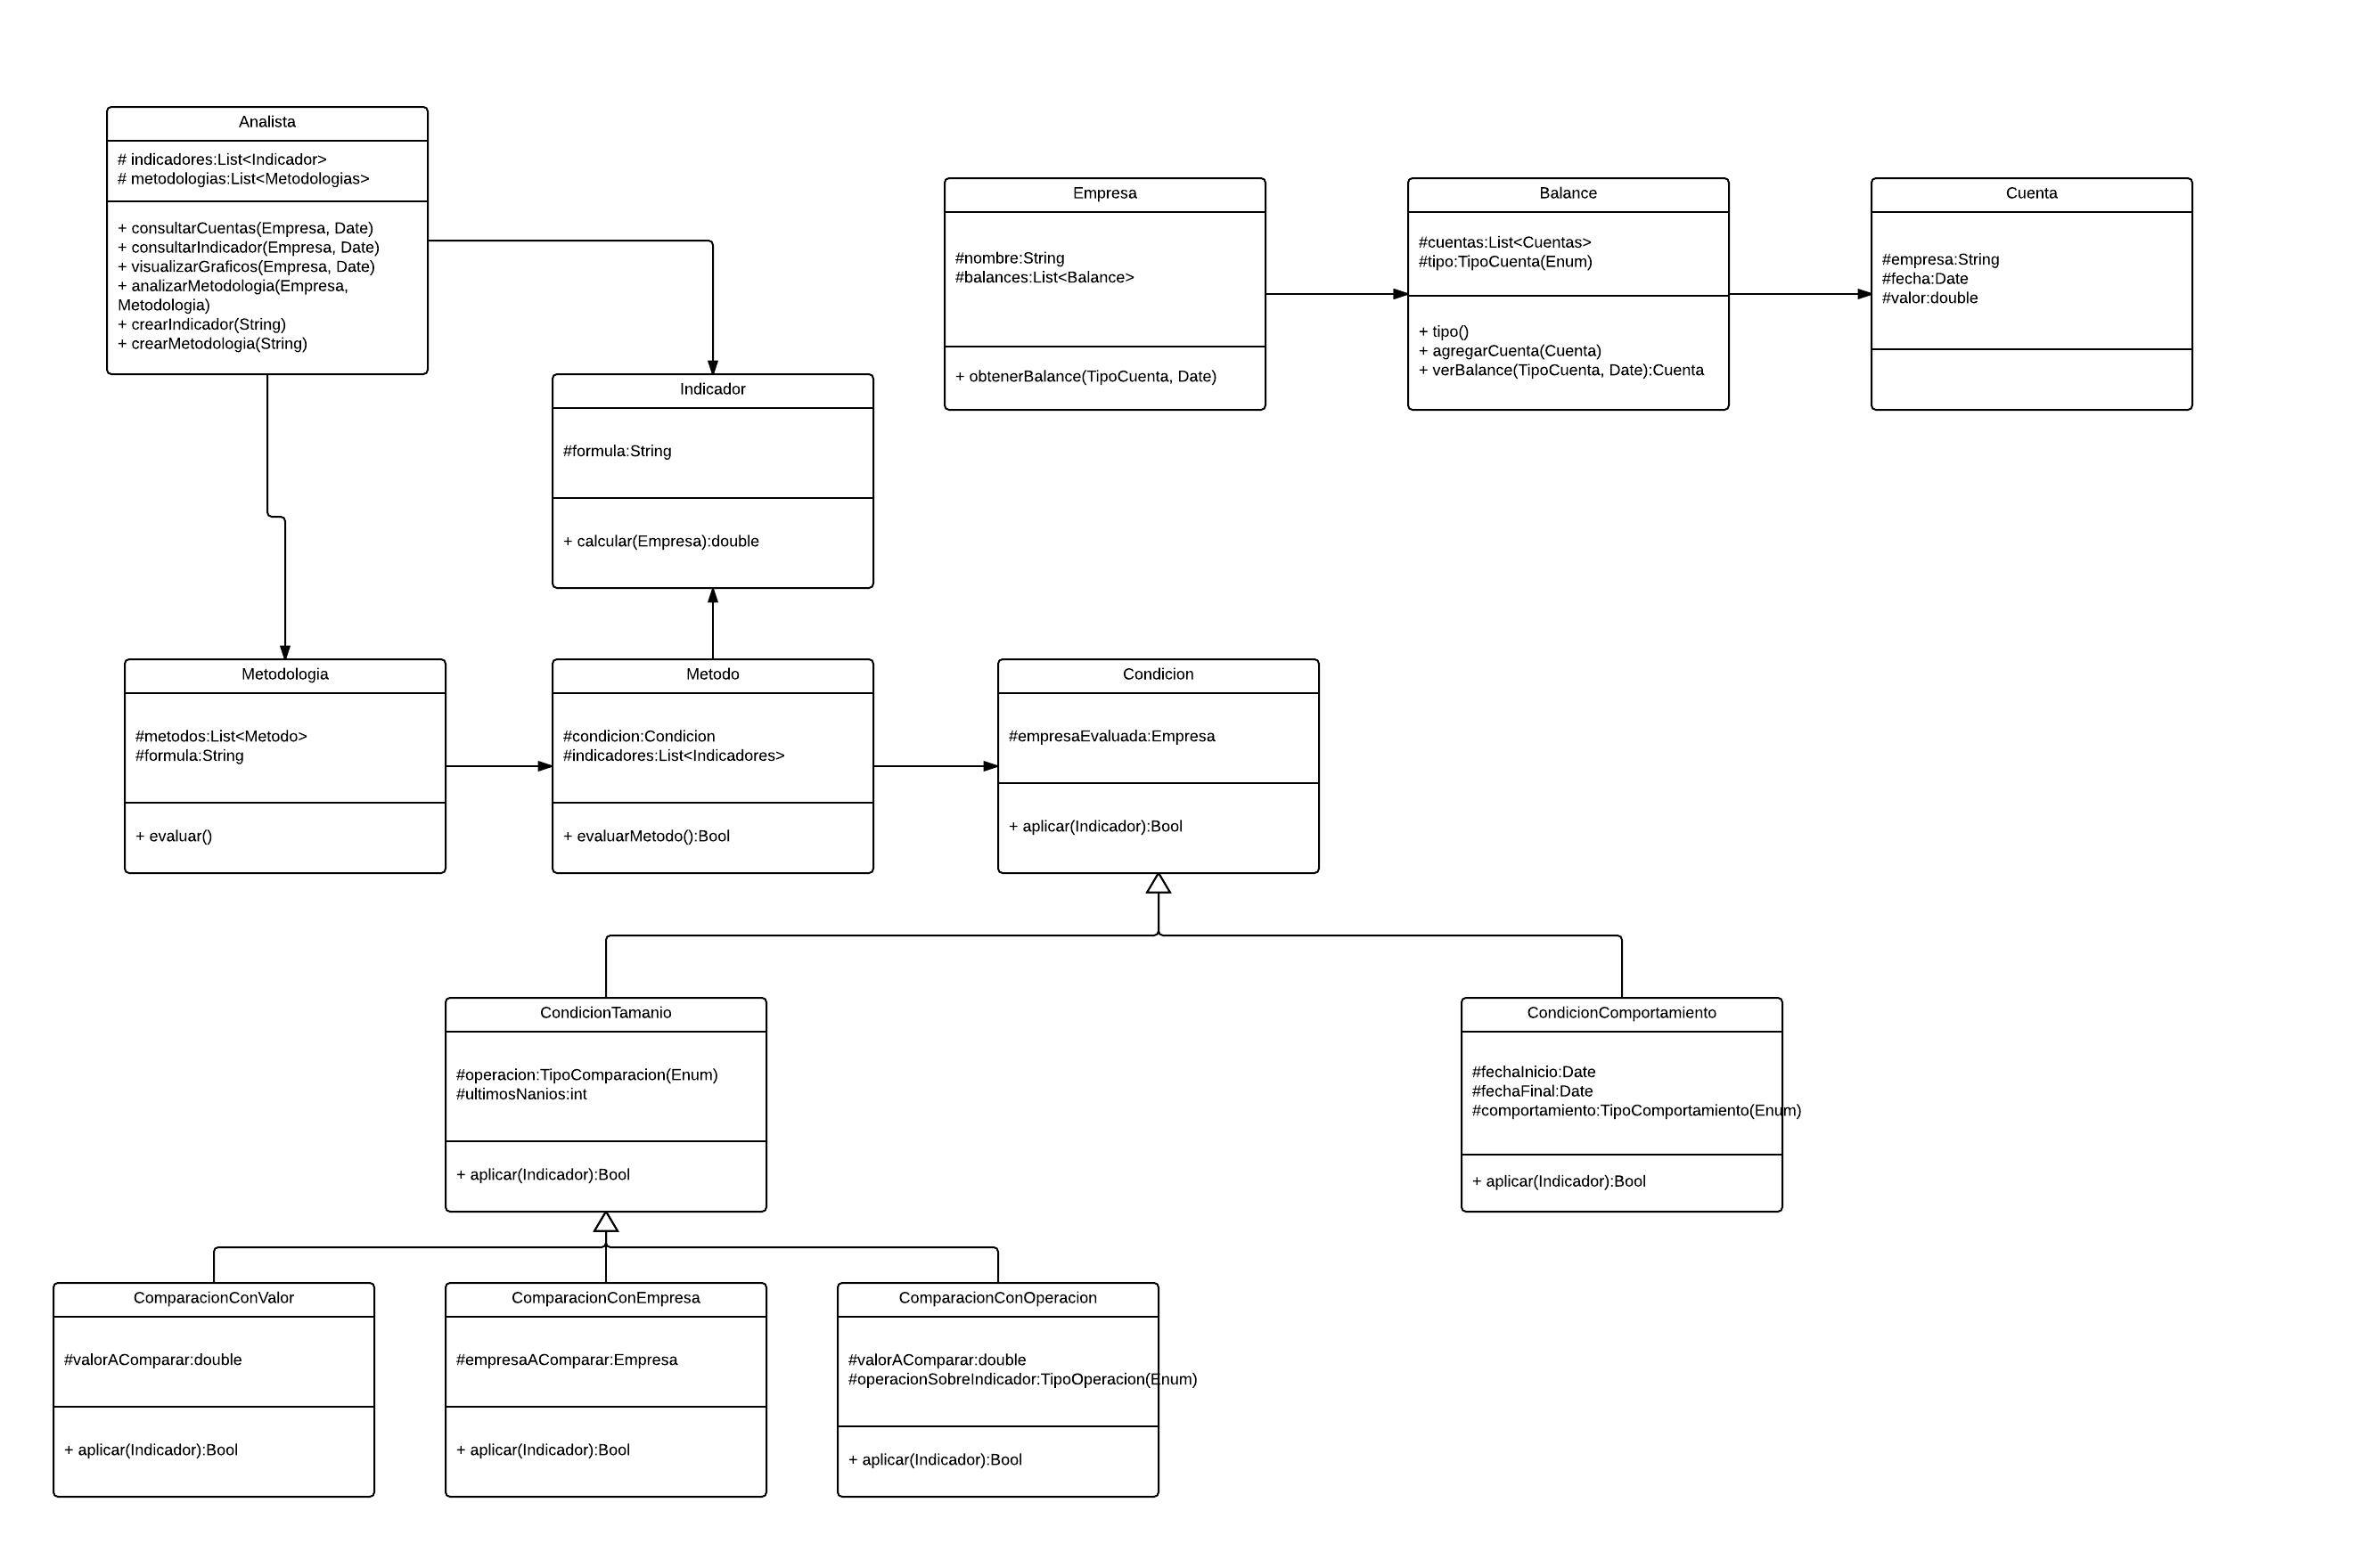 Analista
# indicadores:List<Indicador>
# metodologias:List<Metodologias>
+ consultarCuentas(Empresa, Date)
+ consultarIndicador(Empresa, Date)
+ visualizarGraficos(Empresa, Date)
+ analizarMetodologia(Empresa,
Metodologia)
+ crearIndicador(String)
+ crearMetodologia(String)
Empresa
#nombre:String
#balances:List<Balance>
+ obtenerBalance(TipoCuenta, Date)
Balance
#cuentas:List<Cuentas>
#tipo:TipoCuenta(Enum)
+ tipo()
+ agregarCuenta(Cuenta)
+ verBalance(TipoCuenta, Date):Cuenta
Cuenta
#empresa:String
#fecha:Date
#valor:double
Indicador
#formula:String
+ calcular(Empresa):double
Metodologia
#metodos:List<Metodo>
#formula:String
+ evaluar()
Metodo
#condicion:Condicion
#indicadores:List<Indicadores>
+ evaluarMetodo():Bool
Condicion
#empresaEvaluada:Empresa
+ aplicar(Indicador):Bool
CondicionTamanio
#operacion:TipoComparacion(Enum)
#ultimosNanios:int
+ aplicar(Indicador):Bool
CondicionComportamiento
#fechaInicio:Date
#fechaFinal:Date
#comportamiento:TipoComportamiento(Enum)
+ aplicar(Indicador):Bool
ComparacionConValor
#valorAComparar:double
+ aplicar(Indicador):Bool
ComparacionConEmpresa
#empresaAComparar:Empresa
+ aplicar(Indicador):Bool
ComparacionConOperacion
#valorAComparar:double
#operacionSobreIndicador:TipoOperacion(Enum)
+ aplicar(Indicador):Bool